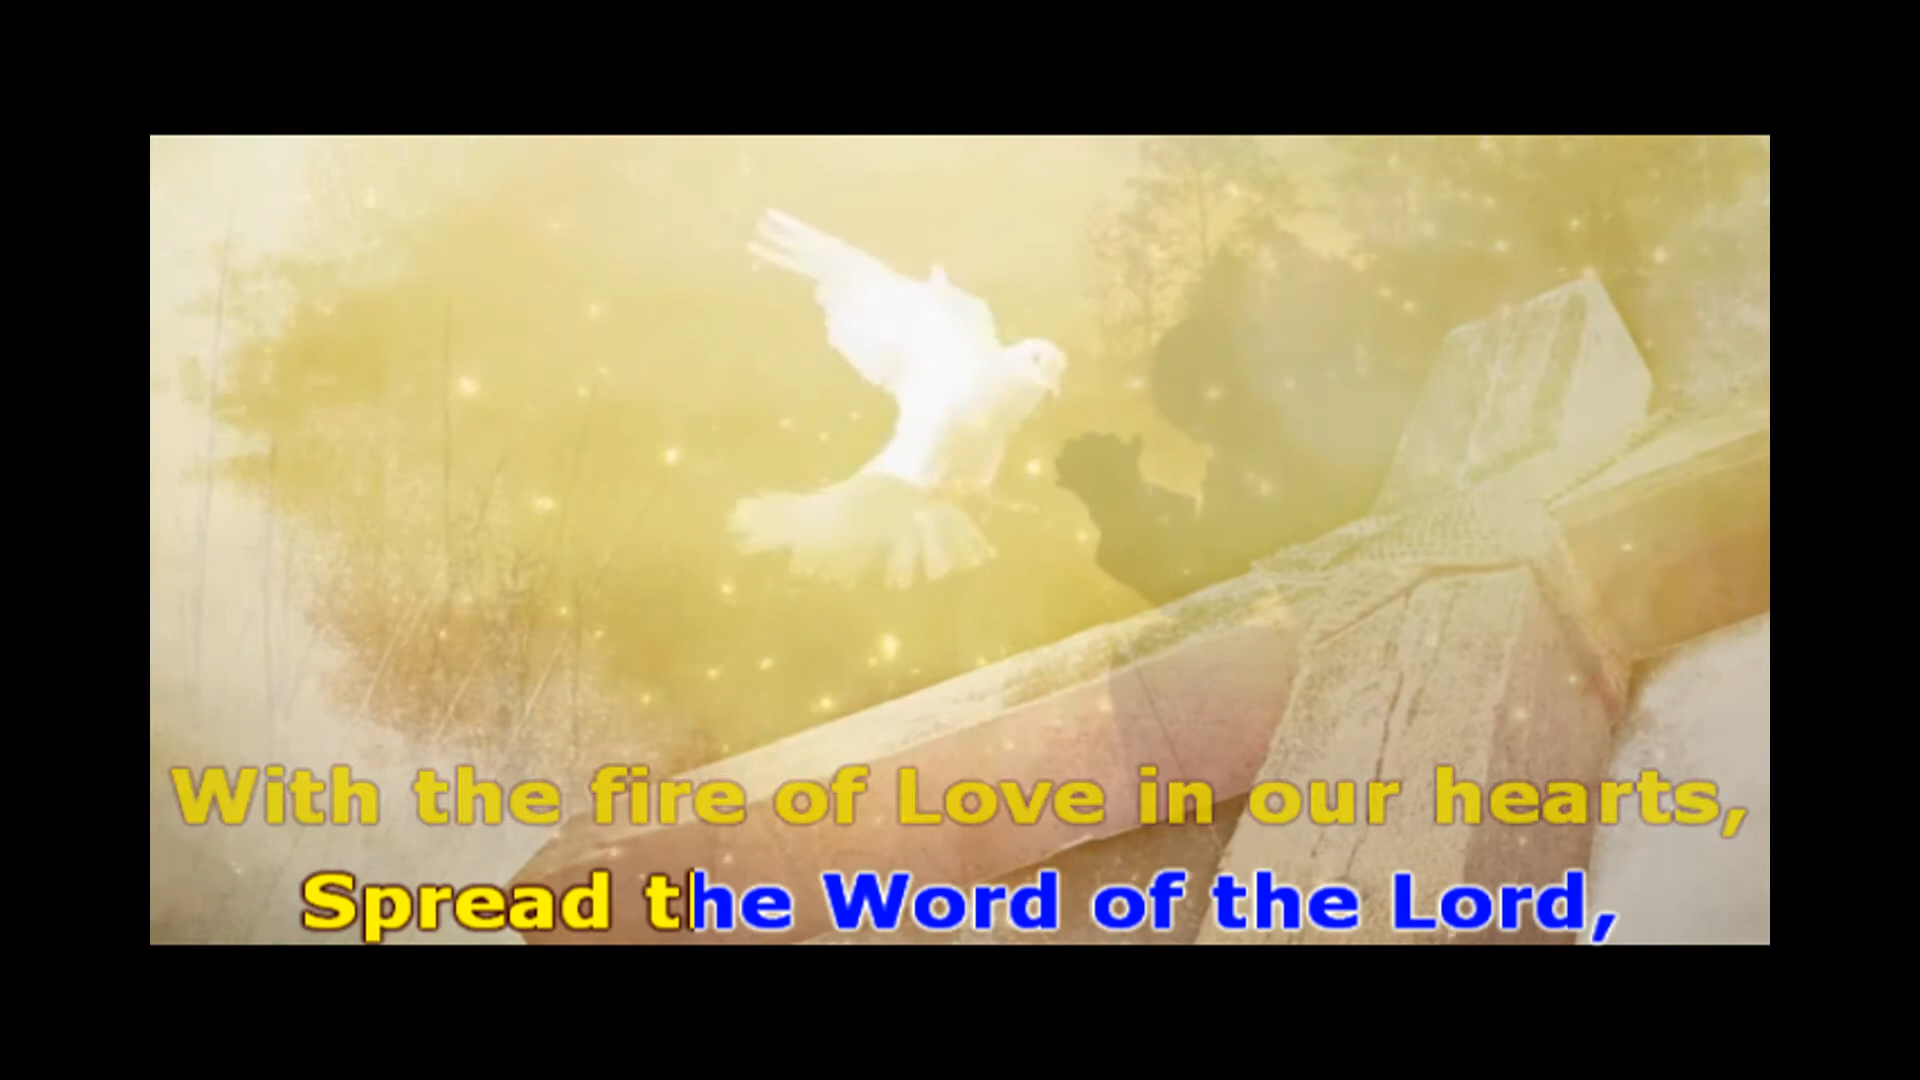 With the fire of Love in our hearts,
Spread the Word of the Lord,